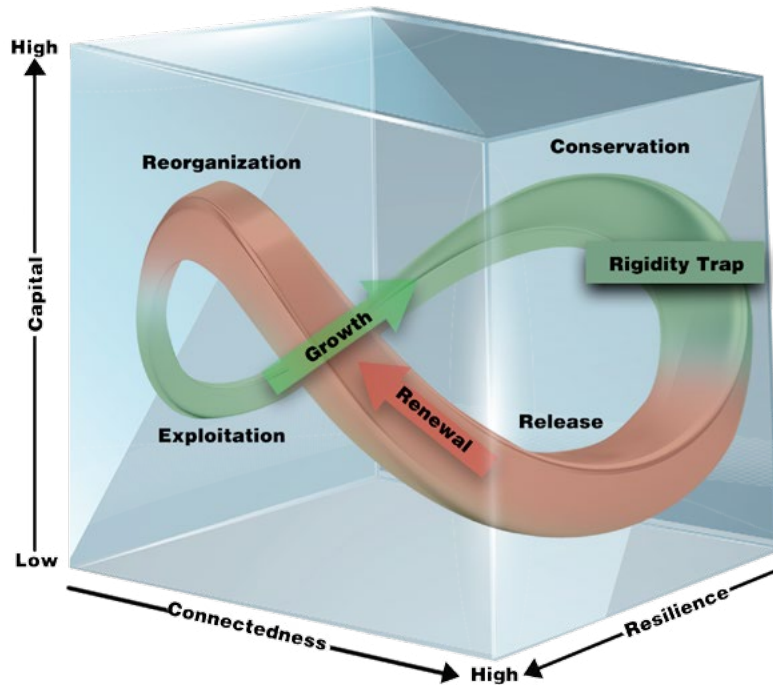 High
Reorganization
Conservation
Capital
Rigidity Trap
Growth
Renewal
Exploitation
Release
Low
Connectedness
Resilience
High